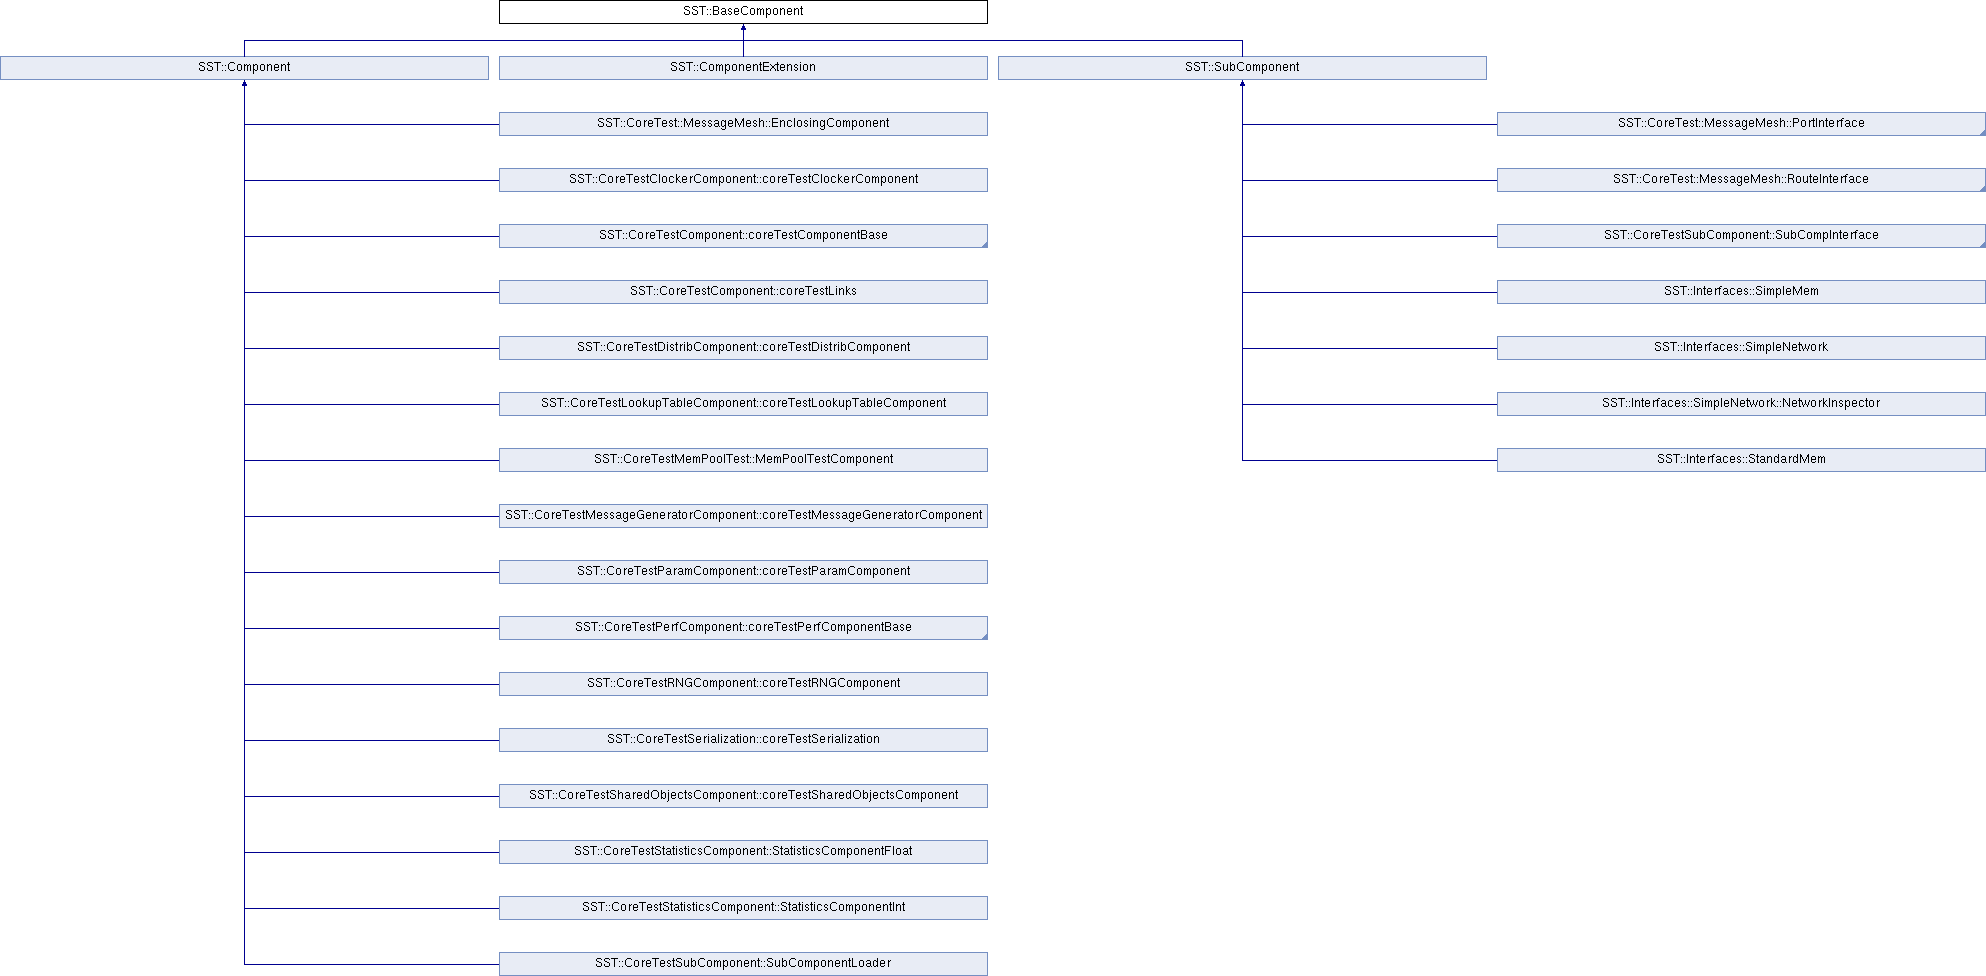 SST::BaseComponent
SST::Component
SST::ComponentExtension
SST::SubComponent
SST::CoreTest::MessageMesh::EnclosingComponent
SST::CoreTest::MessageMesh::PortInterface
SST::CoreTestClockerComponent::coreTestClockerComponent
SST::CoreTest::MessageMesh::RouteInterface
SST::CoreTestComponent::coreTestComponentBase
SST::CoreTestSubComponent::SubCompInterface
SST::CoreTestComponent::coreTestLinks
SST::Interfaces::SimpleMem
SST::CoreTestDistribComponent::coreTestDistribComponent
SST::Interfaces::SimpleNetwork
SST::CoreTestLookupTableComponent::coreTestLookupTableComponent
SST::Interfaces::SimpleNetwork::NetworkInspector
SST::CoreTestMemPoolTest::MemPoolTestComponent
SST::Interfaces::StandardMem
SST::CoreTestMessageGeneratorComponent::coreTestMessageGeneratorComponent
SST::CoreTestParamComponent::coreTestParamComponent
SST::CoreTestPerfComponent::coreTestPerfComponentBase
SST::CoreTestRNGComponent::coreTestRNGComponent
SST::CoreTestSerialization::coreTestSerialization
SST::CoreTestSharedObjectsComponent::coreTestSharedObjectsComponent
SST::CoreTestStatisticsComponent::StatisticsComponentFloat
SST::CoreTestStatisticsComponent::StatisticsComponentInt
SST::CoreTestSubComponent::SubComponentLoader